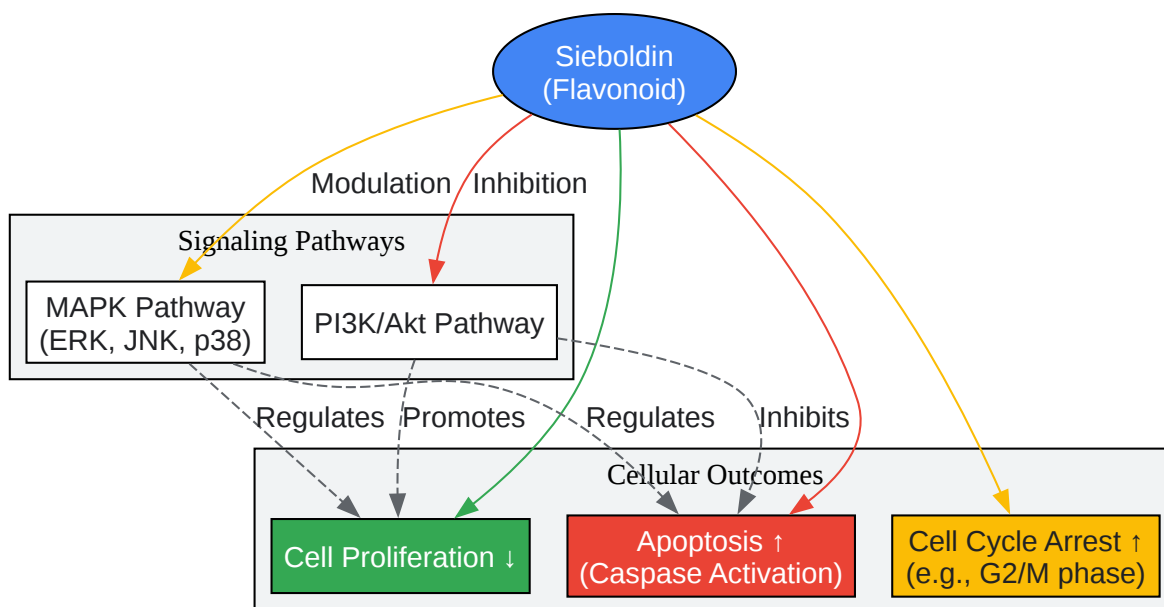 Sieboldin
(Flavonoid)
Modulation
Inhibition
Signaling Pathways
MAPK Pathway
(ERK, JNK, p38)
PI3K/Akt Pathway
Regulates
Promotes
Regulates
Inhibits
Cellular Outcomes
Cell Proliferation ↓
Apoptosis ↑
(Caspase Activation)
Cell Cycle Arrest ↑
(e.g., G2/M phase)